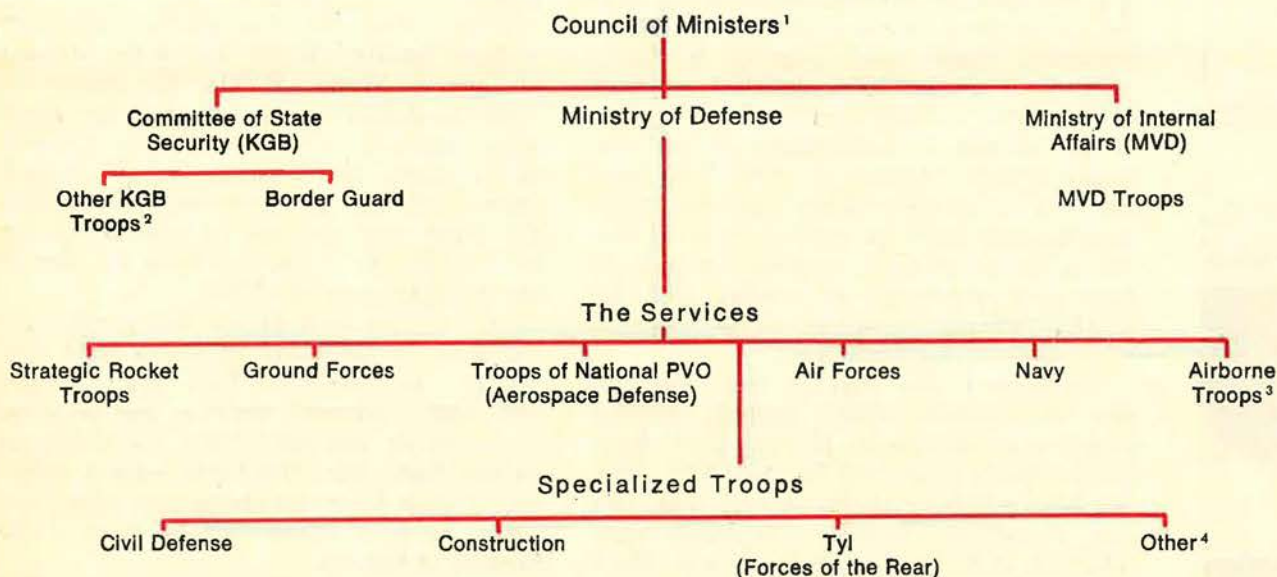 Council of Ministers¹
Committee of State
Security (KGB)
Ministry of Defense
Ministry of Internal
Affairs (MVD)
Other KGB
Troops²
Border Guard
MVD Troops
The Services
Strategic Rocket
Troops
Ground Forces
Troops of National PVO
(Aerospace Defense)
Air Forces
Navy
Airborne
Troops³
Specialized Troops
Civil Defense
Construction
Tyl
(Forces of the Rear)
Other⁴